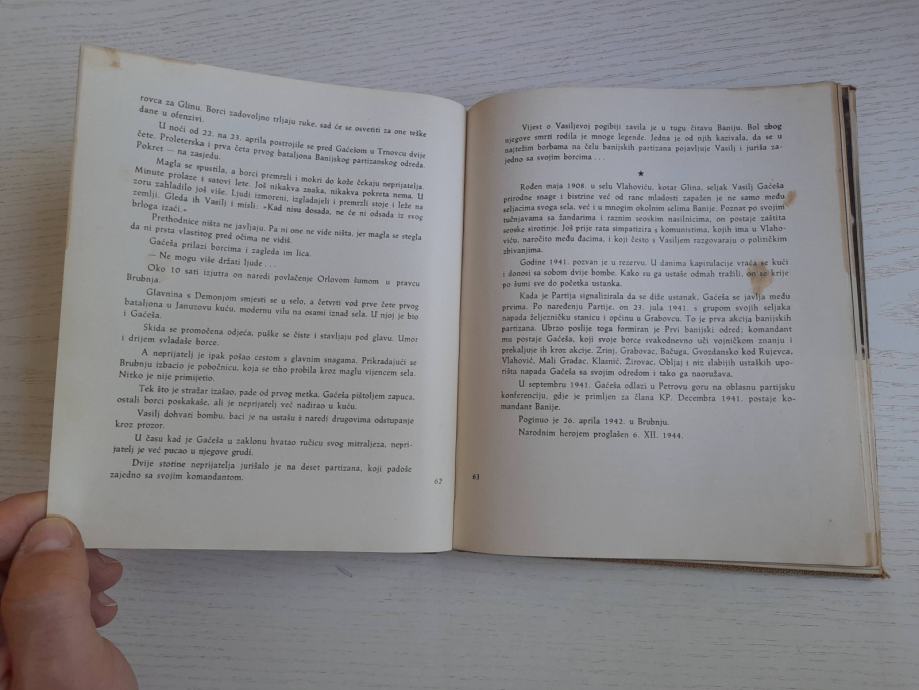 rovca za Glinu. Borci zadovoljno trljaju ruke, sad će se osvetiti za one teške
dane u ofenzivi.
U noći od 22. na 23. aprila postrojiše se pred Gaćešom u Trnovcu dvije
čete. Proleterska i prva četa prvog bataljona Banijskog partizanskog odreda.
Pokret — na zasjedu.
Magla se spustila, a borci premrzli i mokri do kože čekaju neprijatelja.
Minute prolaze i satovi lete. Još nikakva znaka, nikakva pokreta nema. U
zoru zahladilo još više. Ljudi izmoreni, izgladnjeli i premrzli stoje i leže na
zemlji. Gleda ih Vasilj i misli: »Kad nisu dosada, ne će ni odsada iz svog
brloga izaći.«
Prethodnice ništa ne javljaju. Pa ni one ne vide ništa, jer magla se stegla
da ni prsta vlastitog pred očima ne vidiš.
Gaćeša prilazi borcima i zagleda im lica.
— Ne mogu više držati ljude . . .
Oko 10 sati izjutra on naredi povlačenje Orlovom šumom u pravcu
Brubnja.
Glavnina s Demonjom smjesti se u selo, a četvrti vod prve čete prvog
bataljona u Januzovu kuću, modernu vilu na osami iznad sela. U njoj je bio
i Gaćeša.
Skida se promočena odjeća, puške se čiste i stavljaju pod glavu. Umor
i drijem svladaše borce.
A neprijatelj je ipak pošao cestom s glavnim snagama. Prikradajući se
Brubnju izbacio je pobočnicu, koja se tiho probila kroz maglu vijencem sela.
Nitko je nije primijetio.
Tek što je stražar izašao, pade od prvog metka. Gaćeša pištoljem zapuca,
ostali borci poskakaše, ali je neprijatelj već nadirao u kuću.
Vasilj dohvati bombu, baci je na ustašu i naredi drugovima odstupanje
kroz prozor.
U času kad je Gaćeša u zaklonu hvatao ručicu svog mitraljeza, nepri-
jatelj je već pucao u njegove grudi.
Dvije stotine neprijatelja jurišalo je na deset partizana, koji padoše
zajedno sa svojim komandantom.
62
Vijest o Vasiljevoj pogibiji zavila je u tugu čitavu Baniju. Bol zbog
njegove smrti rodila je mnoge legende. Jedna je od njih kazivala, da se u
najtežim borbama na čelu banijskih partizana pojavljuje Vasilj i juriša za-
jedno sa svojim borcima . . .
★
Rođen maja 1908. u selu Vlahoviću, kotar Glina, seljak Vasilj Gaćeša
prirodne snage i bistrine već od rane mladosti zapažen je ne samo među
seljacima svoga sela, već i u mnogim okolnim selima Banije. Poznat po svojim
tučnjavama sa žandarima i raznim seoskim nasilnicima, on postaje zaštita
seoske sirotinje. Još prije rata simpatizira s komunistima, kojih ima u Vlaho-
viću, naročito među đacima, i koji često s Vasiljem razgovaraju o političkim
zbivanjima.
Godine 1941. pozvan je u rezervu. U danima kapitulacije vraća se kući
i donosi sa sobom dvije bombe. Kako su ga ustaše odmah tražili, on se krije
po šumi sve do početka ustanka.
Kada je Partija signalizirala da se diže ustanak, Gaćeša se javlja među
prvima. Po naređenju Partije, on 23. jula 1941. s grupom svojih seljaka
napada željezničku stanicu i općinu u Grabovcu. To je prva akcija banijskih
partizana. Ubrzo poslije toga formiran je Prvi banijski odred; komandant
mu postaje Gaćeša, koji svoje borce svakodnevno uči vojničkom znanju i
prekaljuje ih kroz akcije. Zrinj, Grabovac, Bačuga, Gvozdansko kod Rujevca,
Vlahović, Mali Gradac, Klasnić, Žirovac, Obljaj i niz slabijih ustaških upo-
rišta napada Gaćeša sa svojim odredom i tako ga naoružava.
U septembru 1941. Gaćeša odlazi u Petrovu goru na oblasnu partijsku
konferenciju, gdje je primljen za člana KP. Decembra 1941. postaje ko-
mandant Banije.
Poginuo je 26. aprila 1942. u Brubnju.
Narodnim herojem proglašen 6. XII. 1944.
63